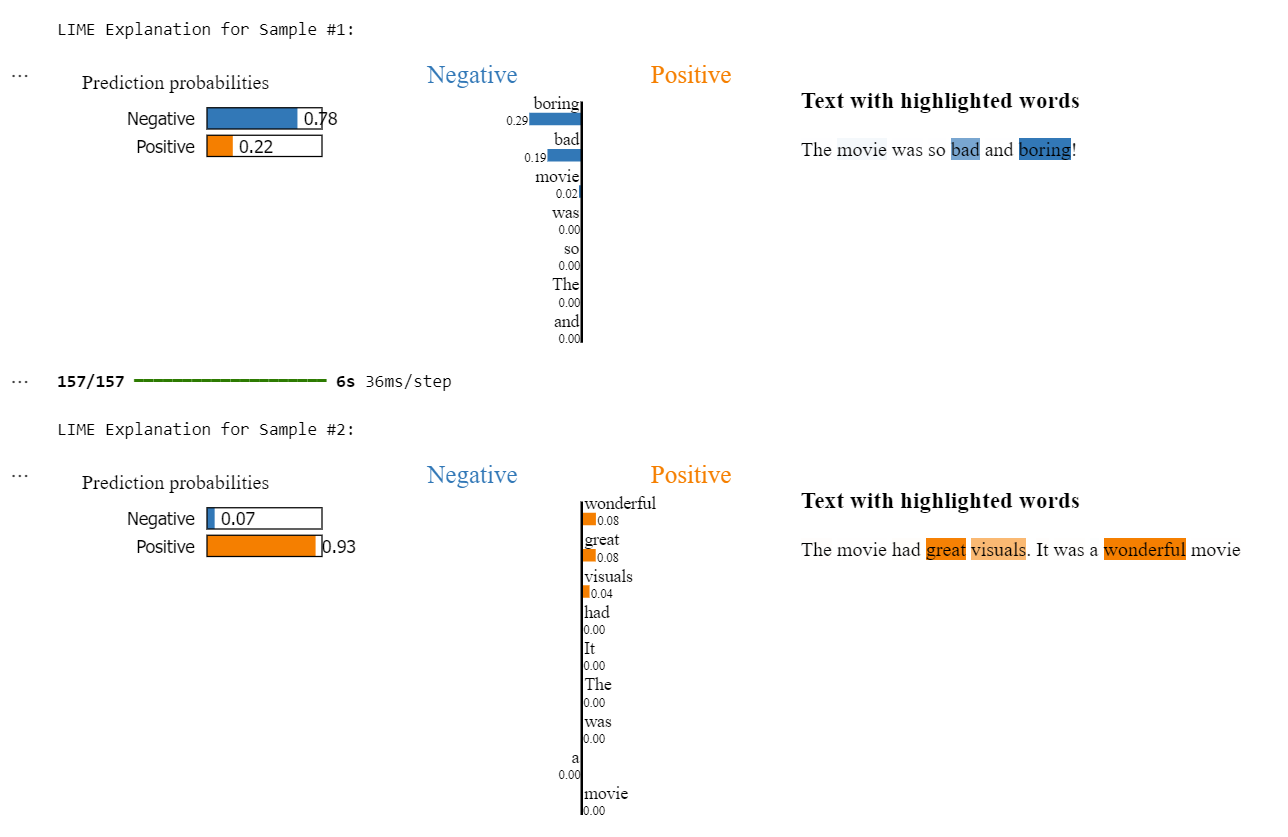 LIME Explanation for Sample #1:
...
Prediction probabilities
Negative 0.78
Positive 0.22
Negative Positive
boring
0.29
bad
0.19
movie
0.02
was
0.00
so
0.00
The
0.00
and
0.00
Text with highlighted words
The movie was so bad and boring!
... 157/157 6s 36ms/step
LIME Explanation for Sample #2:
...
Prediction probabilities
Negative 0.07
Positive 0.93
Negative Positive
wonderful
0.08
great
0.08
visuals
0.04
had
0.00
It
0.00
The
0.00
was
0.00
a
0.00
movie
0.00
Text with highlighted words
The movie had great visuals. It was a wonderful movie